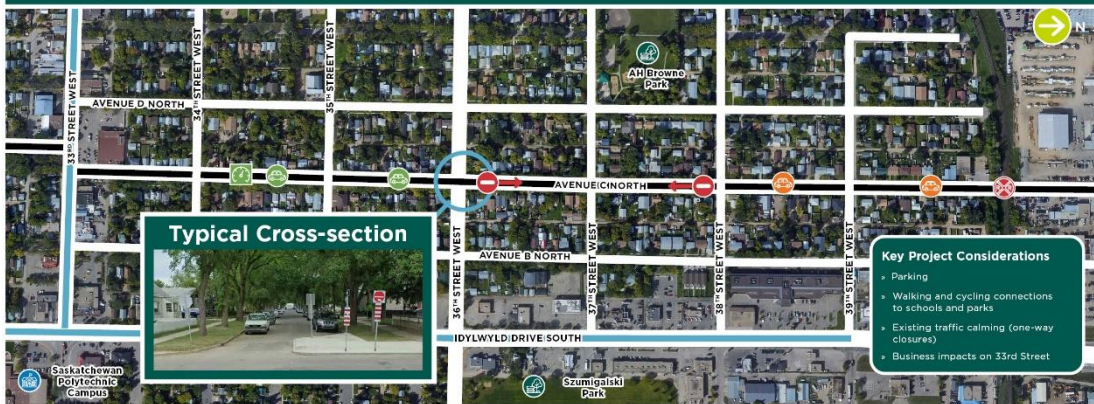 N
AH Browne
Park
33RD STREET WEST
34TH STREET WEST
35TH STREET WEST
AVENUE D NORTH
AVENUE C NORTH
Typical Cross-section
AVENUE B NORTH
36TH STREET WEST
37TH STREET WEST
38TH STREET WEST
39TH STREET WEST
Key Project Considerations
» Parking
» Walking and cycling connections
to schools and parks
» Existing traffic calming (one-way
closures)
» Business impacts on 33rd Street
IDYLWYLD DRIVE SOUTH
Saskatchewan
Polytechnic
Campus
Szumigalski
Park